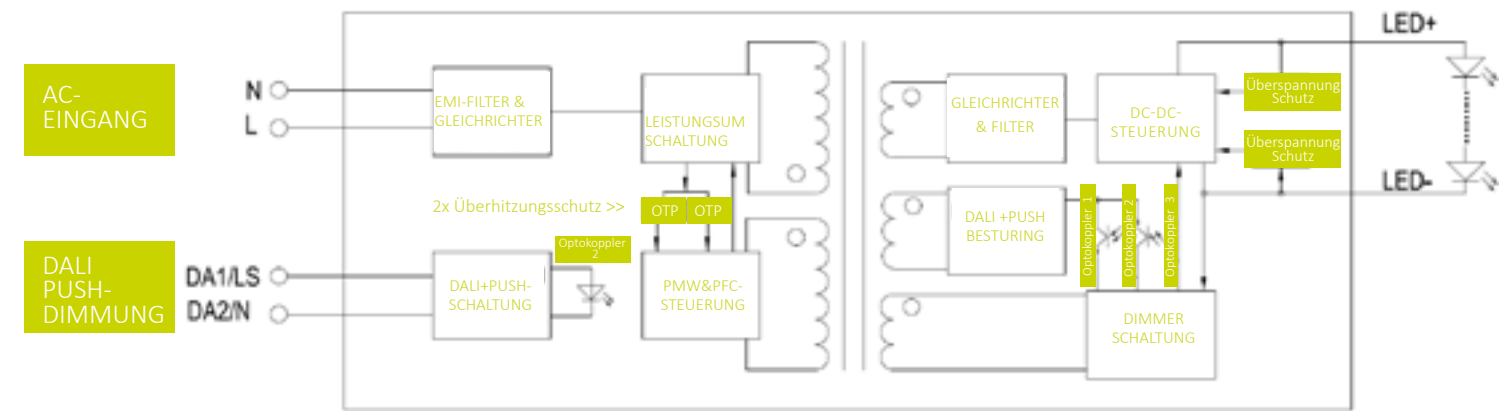 AC-
EINGANG
N
L
EMI-FILTER &
GLEICHRICHTER
LEISTUNGSUM
SCHALTUNG
GLEICHRICHTER
& FILTER
DC-DC-
STEUERUNG
Überspannung
Schutz
Überspannung
Schutz
LED+
LED-
2x Überhitzungsschutz >>
OTP
OTP
DALI
PUSH-
DIMMUNG
DA1/LS
DA2/N
DALI+PUSH-
SCHALTUNG
Optokoppler
2
PMW&PFC-
STEUERUNG
DALI +PUSH
BESTURING
Optokoppler 1
Optokoppler 2
Optokoppler 3
DIMMER
SCHALTUNG